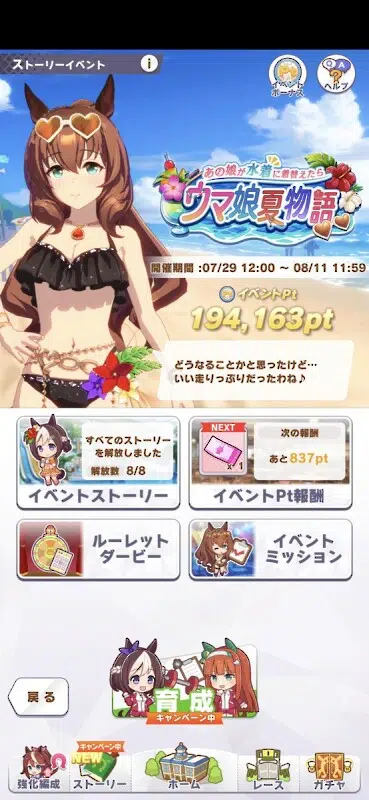 ストーリーイベント
i
イベント
ボーナス
Q A
?
ヘルプ
あの娘が水着に着替えたら
ウマ娘夏物語
開催期間 :07/29 12:00 ～ 08/11 11:59
イベントPt
194,163pt
どうなることかと思ったけど…
いい走りっぷりだったわね♪
すべてのストーリー
を解放しました
解放数 8/8
イベントストーリー
NEXT
x 1
次の報酬
あと837pt
イベントPt報酬
ルーレット
ダービー
イベント
ミッション
育成
キャンペーン中
戻る
キャンペーン中
NEW
強化編成
ストーリー
ホーム
レース
ガチャ